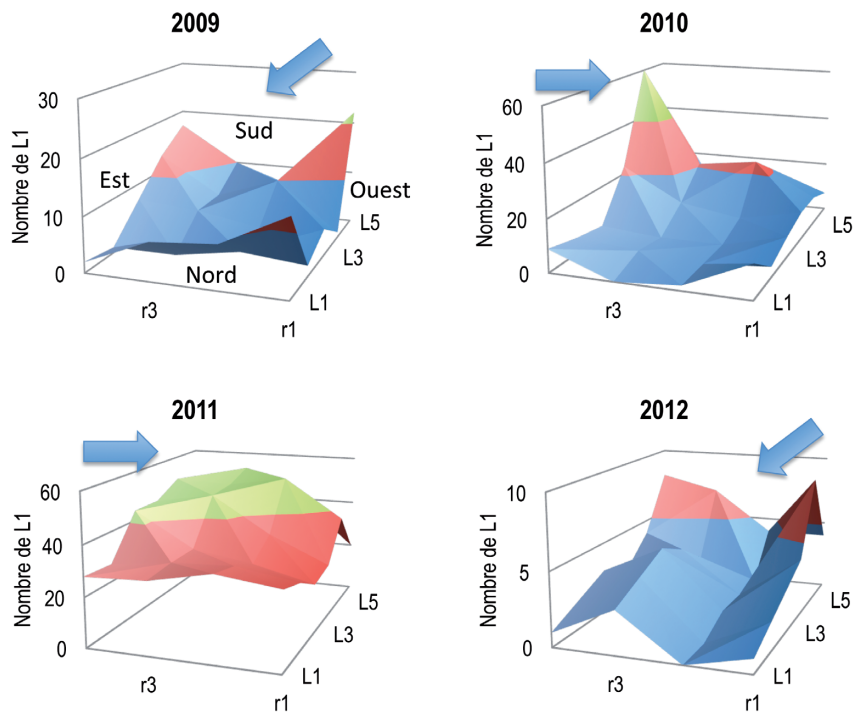 2009
30
20
10
0
Nombre de L1
Sud
Est
Ouest
Nord
L5
L3
L1
r3
r1
2010
60
40
20
0
Nombre de L1
L5
L3
L1
r3
r1
2011
60
40
20
0
Nombre de L1
L5
L3
L1
r3
r1
2012
10
5
0
Nombre de L1
L5
L3
L1
r3
r1